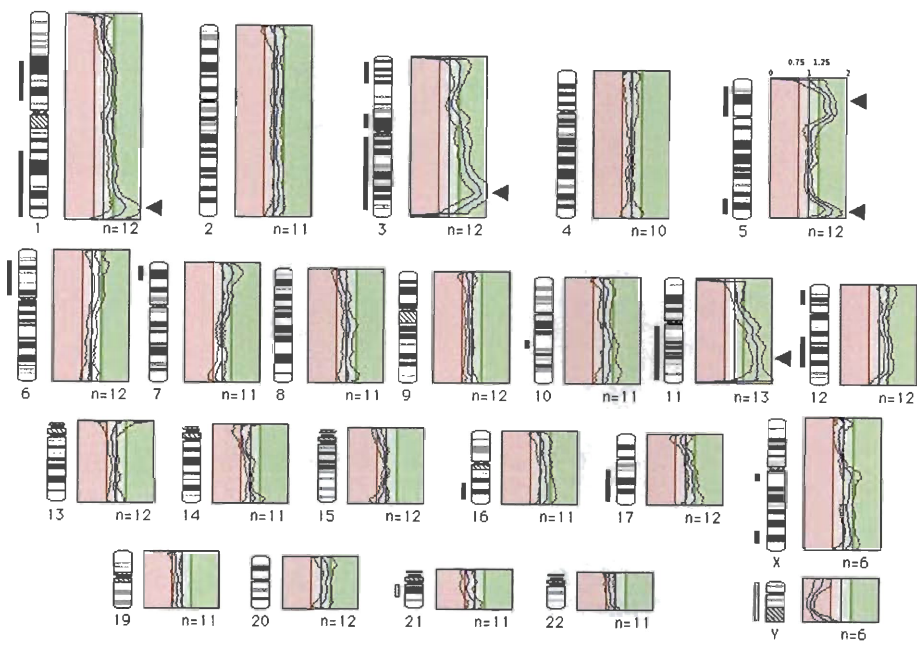 0.75 1.25
0 1 2
1 n=12
2 n=11
3 n=12
4 n=10
5 n=12
6 n=12
7 n=11
8 n=11
9 n=12
10 n=11
11 n=13
12 n=12
13 n=12
14 n=11
15 n=12
16 n=11
17 n=12
X n=6
19 n=11
20 n=12
21 n=11
22 n=11
Y n=6